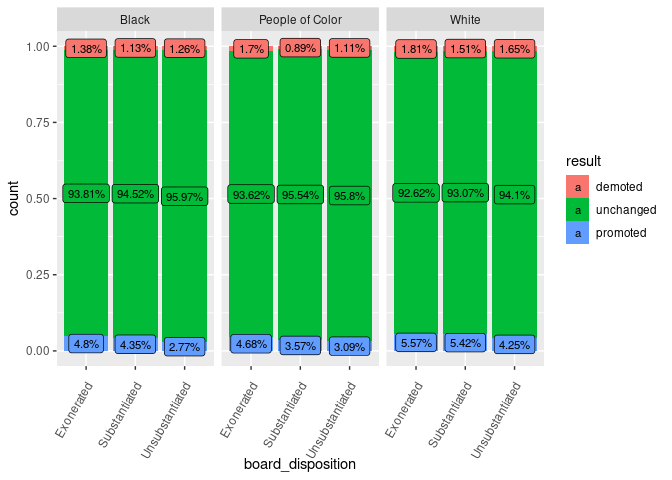 Black
People of Color
White
1.00
0.75
0.50
0.25
0.00
count
1.38%
1.13%
1.26%
93.81%
94.52%
95.97%
4.8%
4.35%
2.77%
1.7%
0.89%
1.11%
93.62%
95.54%
95.8%
4.68%
3.57%
3.09%
1.81%
1.51%
1.65%
92.62%
93.07%
94.1%
5.57%
5.42%
4.25%
Exonerated
Substantiated
Unsubstantiated
Exonerated
Substantiated
Unsubstantiated
Exonerated
Substantiated
Unsubstantiated
board_disposition
result
a demoted
a unchanged
a promoted